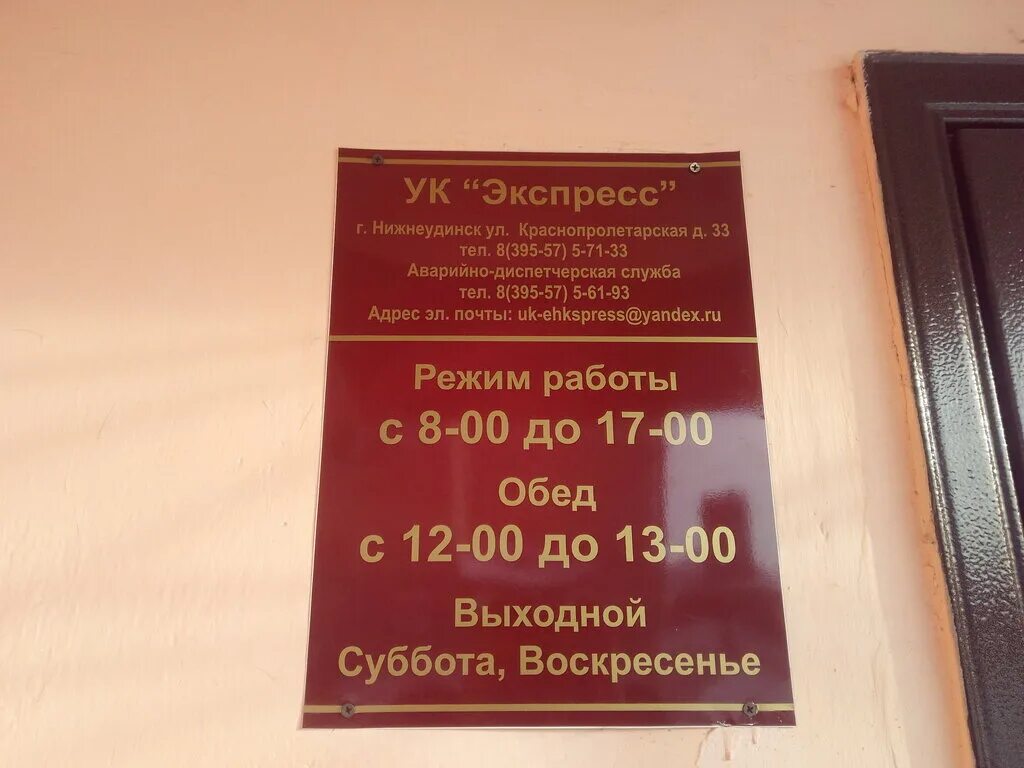 УК “Экспресс”
г. Нижнеудинск ул. Краснопролетарская д. 33
тел. 8(395-57) 5-71-33
Аварийно-диспетчерская служба
тел. 8(395-57) 5-61-93
Адрес эл. почты: uk-ehkspress@yandex.ru
Режим работы
с 8-00 до 17-00
Обед
с 12-00 до 13-00
Выходной
Суббота, Воскресенье